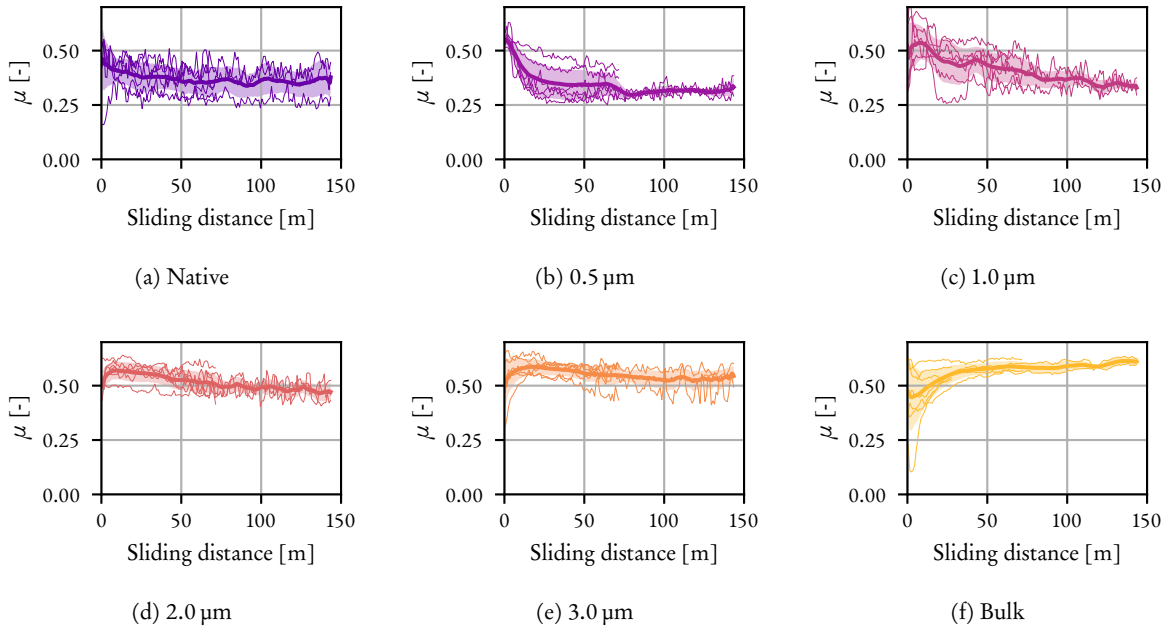 0.50
0.25
0.00
μ [-]
0 50 100 150
Sliding distance [m]
(a) Native
0.50
0.25
0.00
μ [-]
0 50 100 150
Sliding distance [m]
(b) 0.5 μm
0.50
0.25
0.00
μ [-]
0 50 100 150
Sliding distance [m]
(c) 1.0 μm
0.50
0.25
0.00
μ [-]
0 50 100 150
Sliding distance [m]
(d) 2.0 μm
0.50
0.25
0.00
μ [-]
0 50 100 150
Sliding distance [m]
(e) 3.0 μm
0.50
0.25
0.00
μ [-]
0 50 100 150
Sliding distance [m]
(f) Bulk